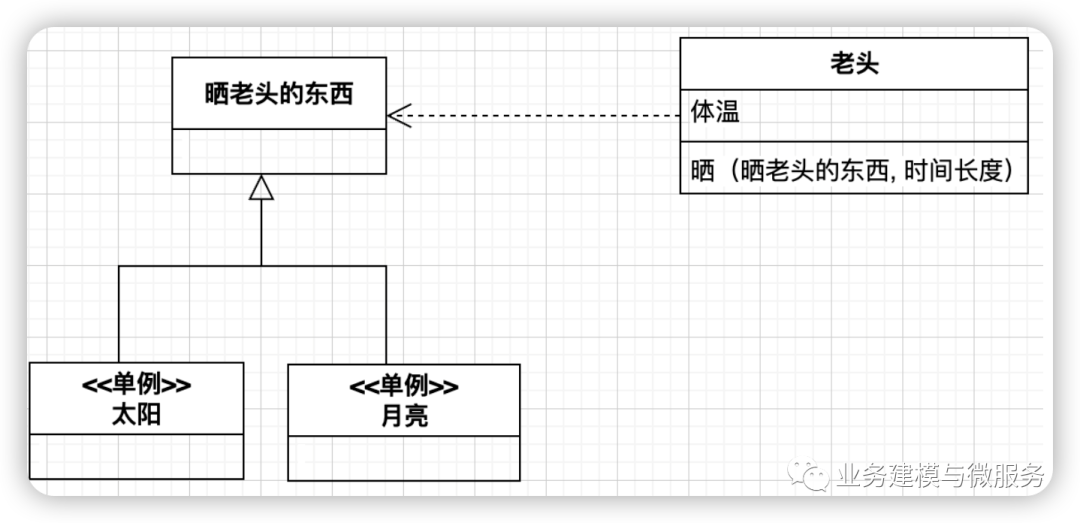 晒老头的东西
老头
体温
晒（晒老头的东西, 时间长度）
<<单例>>
太阳
<<单例>>
月亮
业务建模与微服务